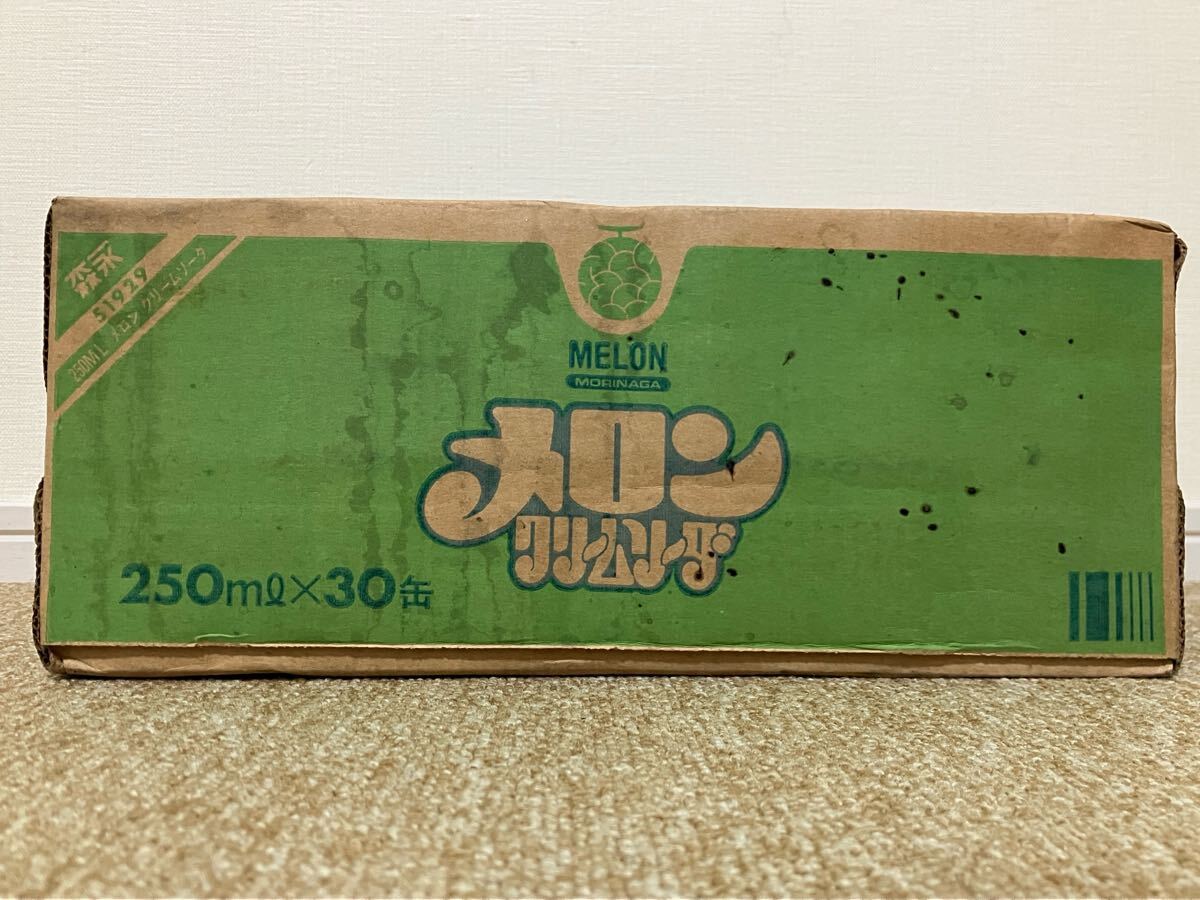 森永
51929
250ML メロン クリームソーダ
MELON
MORINAGA
メロン
クリームソーダ
250ml×30缶